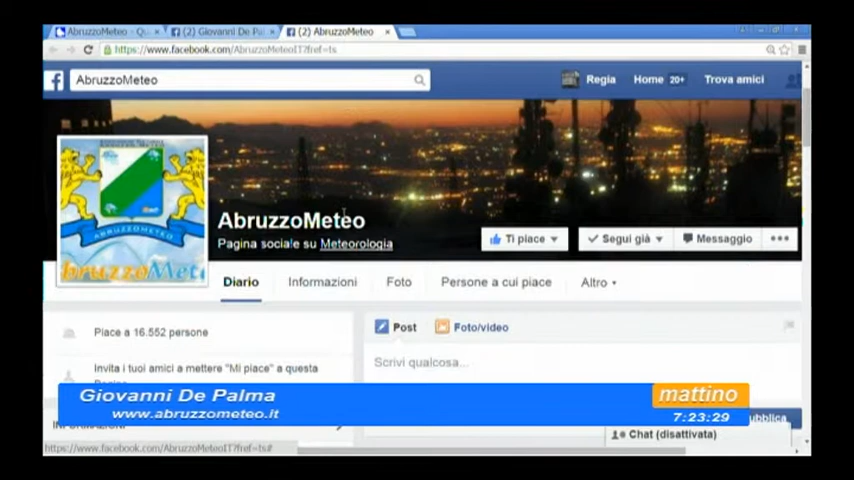 AbruzzoMeteo - Q
(2) Giovanni De Pal
(2) AbruzzoMeteo
https://www.facebook.com/AbruzzoMeteoIT?fref=ts
AbruzzoMeteo
Regia
Home 20+
Trova amici
ABRUZZOMETEO
AbruzzoMeteo
Pagina sociale su Meteorologia
Ti piace
Segui già
Messaggio
Diario
Informazioni
Foto
Persone a cui piace
Altro
Piace a 16.552 persone
Invita i tuoi amici a mettere "Mi piace" a questa
Post
Foto/video
Scrivi qualcosa...
Giovanni De Palma
www.abruzzometeo.it
mattino
7:23:29
Chat (disattivata)
https://www.facebook.com/AbruzzoMeteoIT?fref=ts#